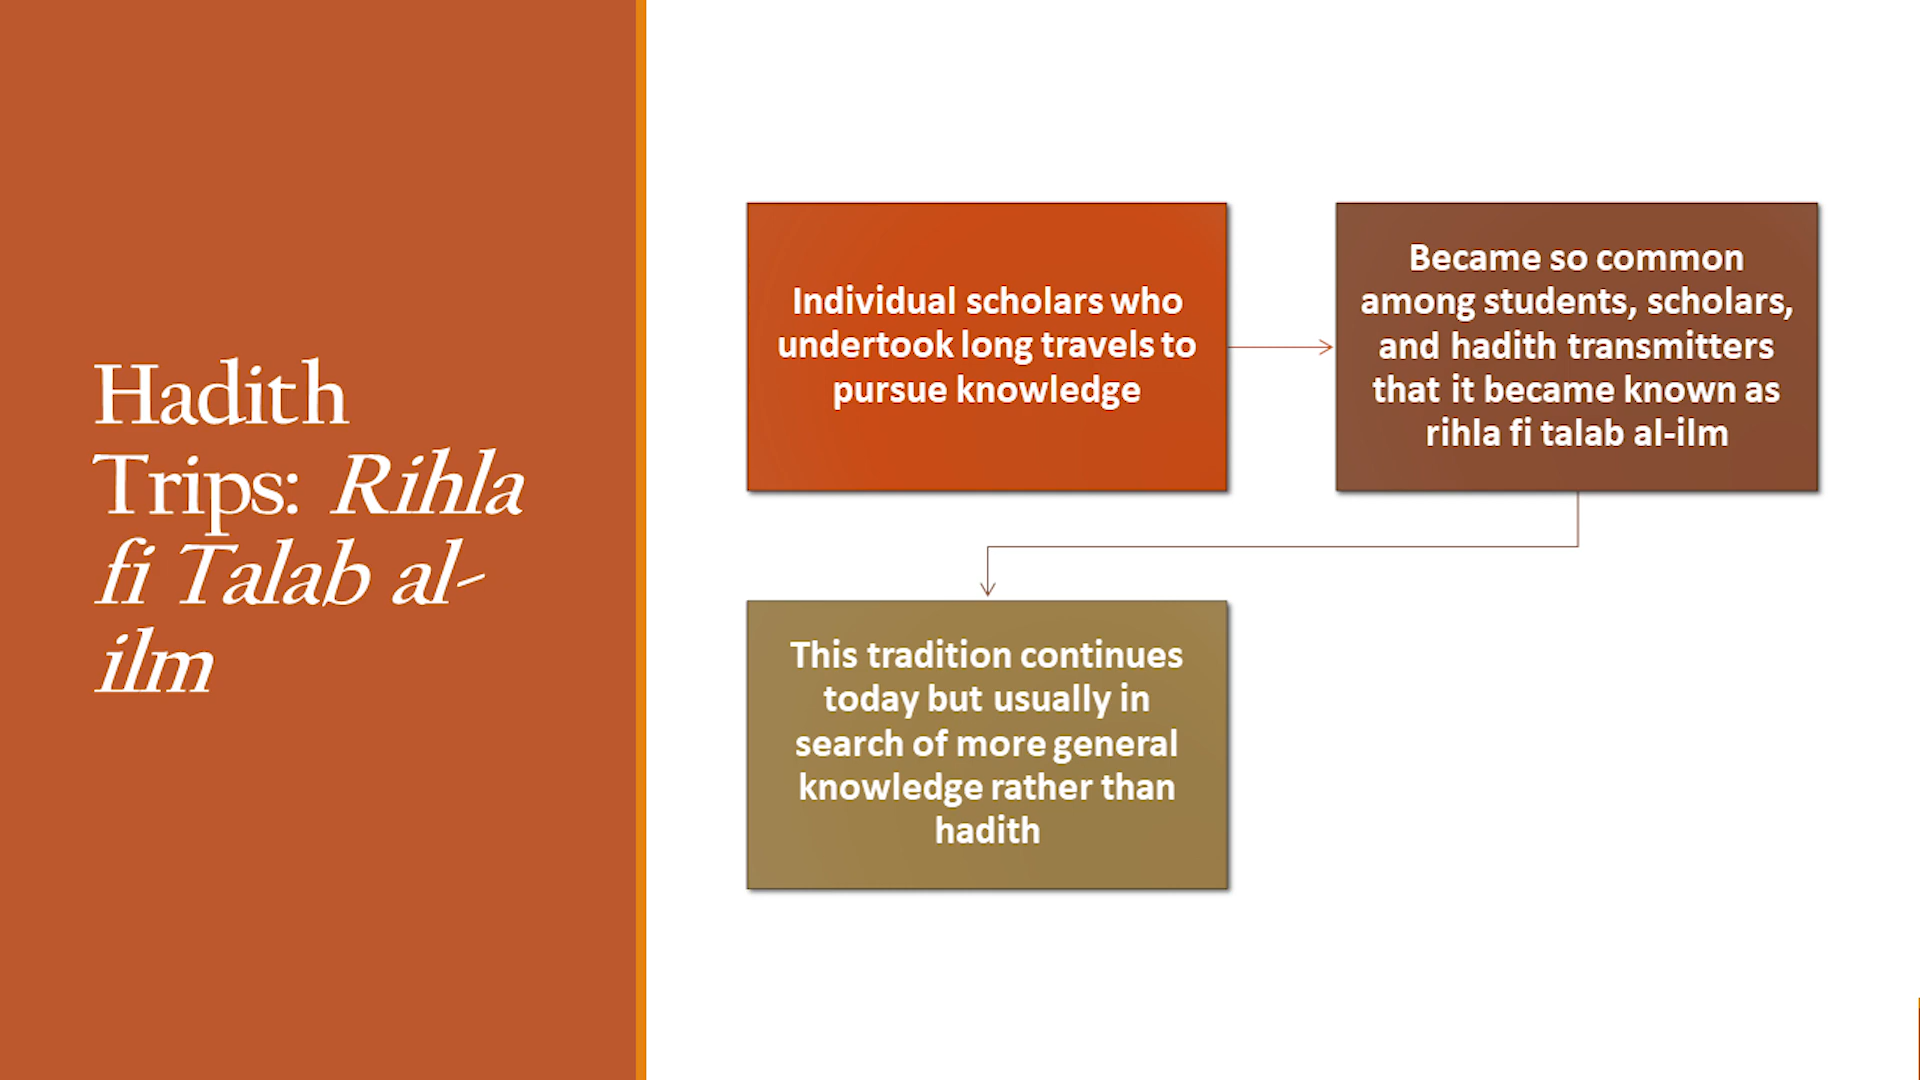 Hadith
Trips: Rihla
fi Talab al-
ilm
Individual scholars who
undertook long travels to
pursue knowledge
Became so common
among students, scholars,
and hadith transmitters
that it became known as
rihla fi talab al-ilm
This tradition continues
today but usually in
search of more general
knowledge rather than
hadith